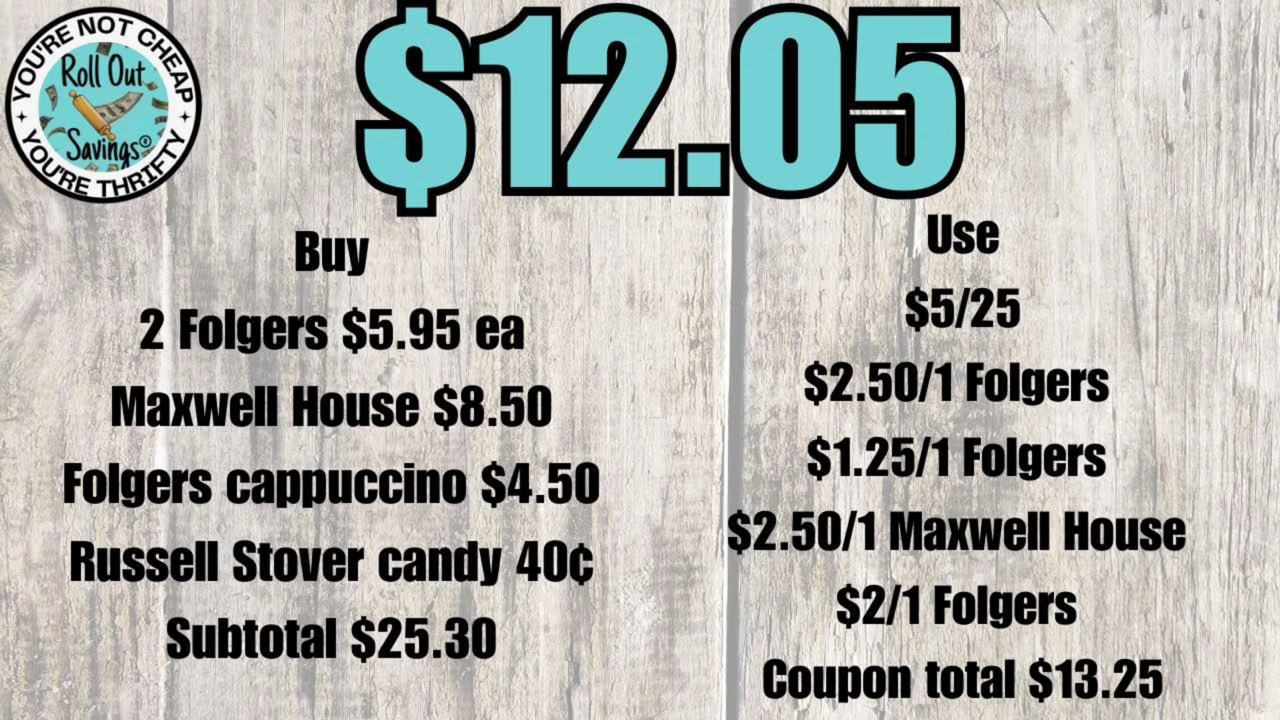 YOU'RE NOT CHEAP
Roll Out
Savings®
YOU'RE THRIFTY
$12.05
Buy
2 Folgers $5.95 ea
Maxwell House $8.50
Folgers cappuccino $4.50
Russell Stover candy 40¢
Subtotal $25.30
Use
$5/25
$2.50/1 Folgers
$1.25/1 Folgers
$2.50/1 Maxwell House
$2/1 Folgers
Coupon total $13.25